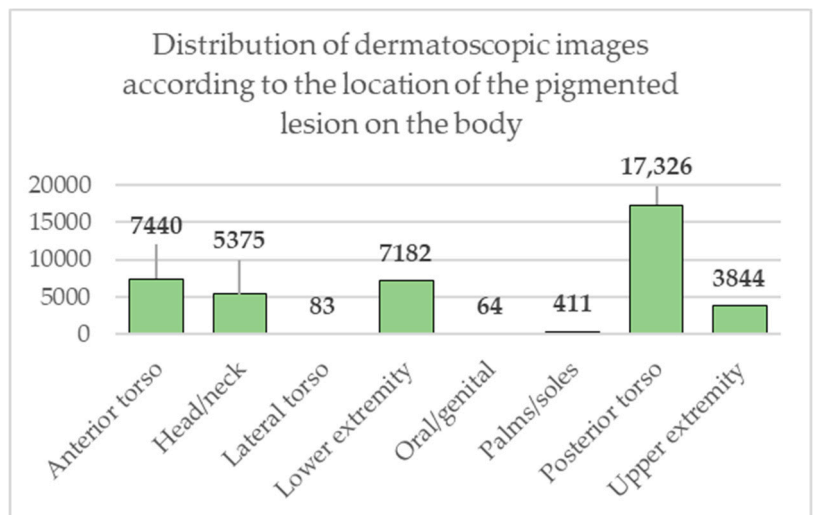 Distribution of dermatoscopic images
according to the location of the pigmented
lesion on the body
20000
15000
10000
5000
0
7440
5375
83
7182
64
411
17,326
3844
Anterior torso
Head/neck
Lateral torso
Lower extremity
Oral/genital
Palms/soles
Posterior torso
Upper extremity